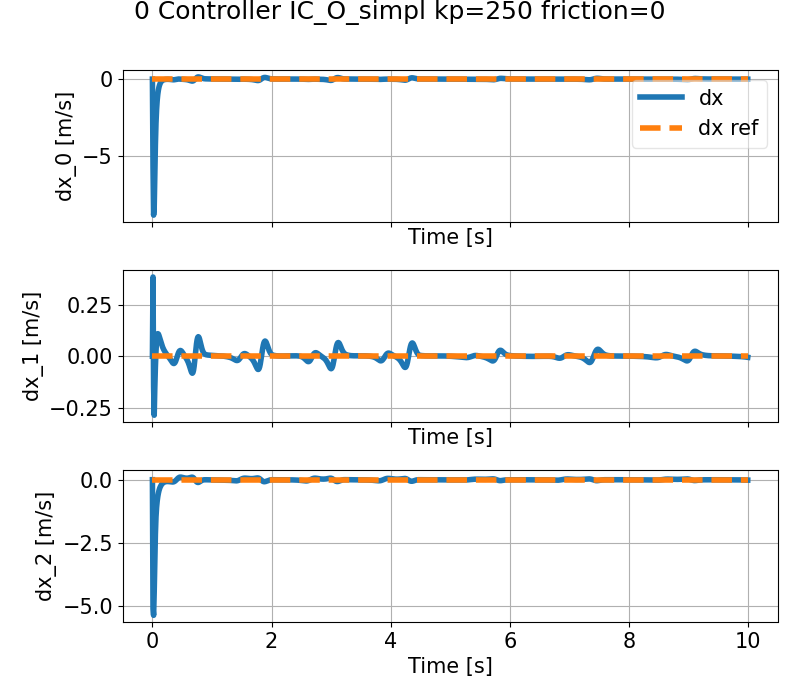 0 Controller IC_O_simpl kp=250 friction=0
0
−5
dx_0 [m/s]
dx
dx ref
Time [s]
0.25
0.00
−0.25
dx_1 [m/s]
Time [s]
0.0
−2.5
−5.0
dx_2 [m/s]
0 2 4 6 8 10
Time [s]